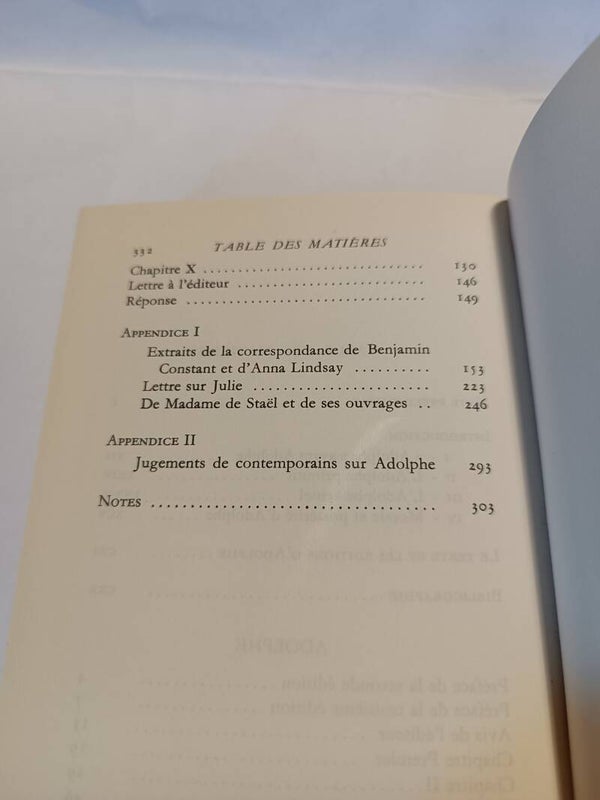 332 TABLE DES MATIÈRES
Chapitre X .............................. 130
Lettre à l'éditeur .......................... 146
Réponse ................................. 149
APPENDICE I
Extraits de la correspondance de Benjamin
Constant et d'Anna Lindsay .......... 153
Lettre sur Julie ........................ 223
De Madame de Staël et de ses ouvrages .. 246
APPENDICE II
Jugements de contemporains sur Adolphe 293
NOTES ................................... 303